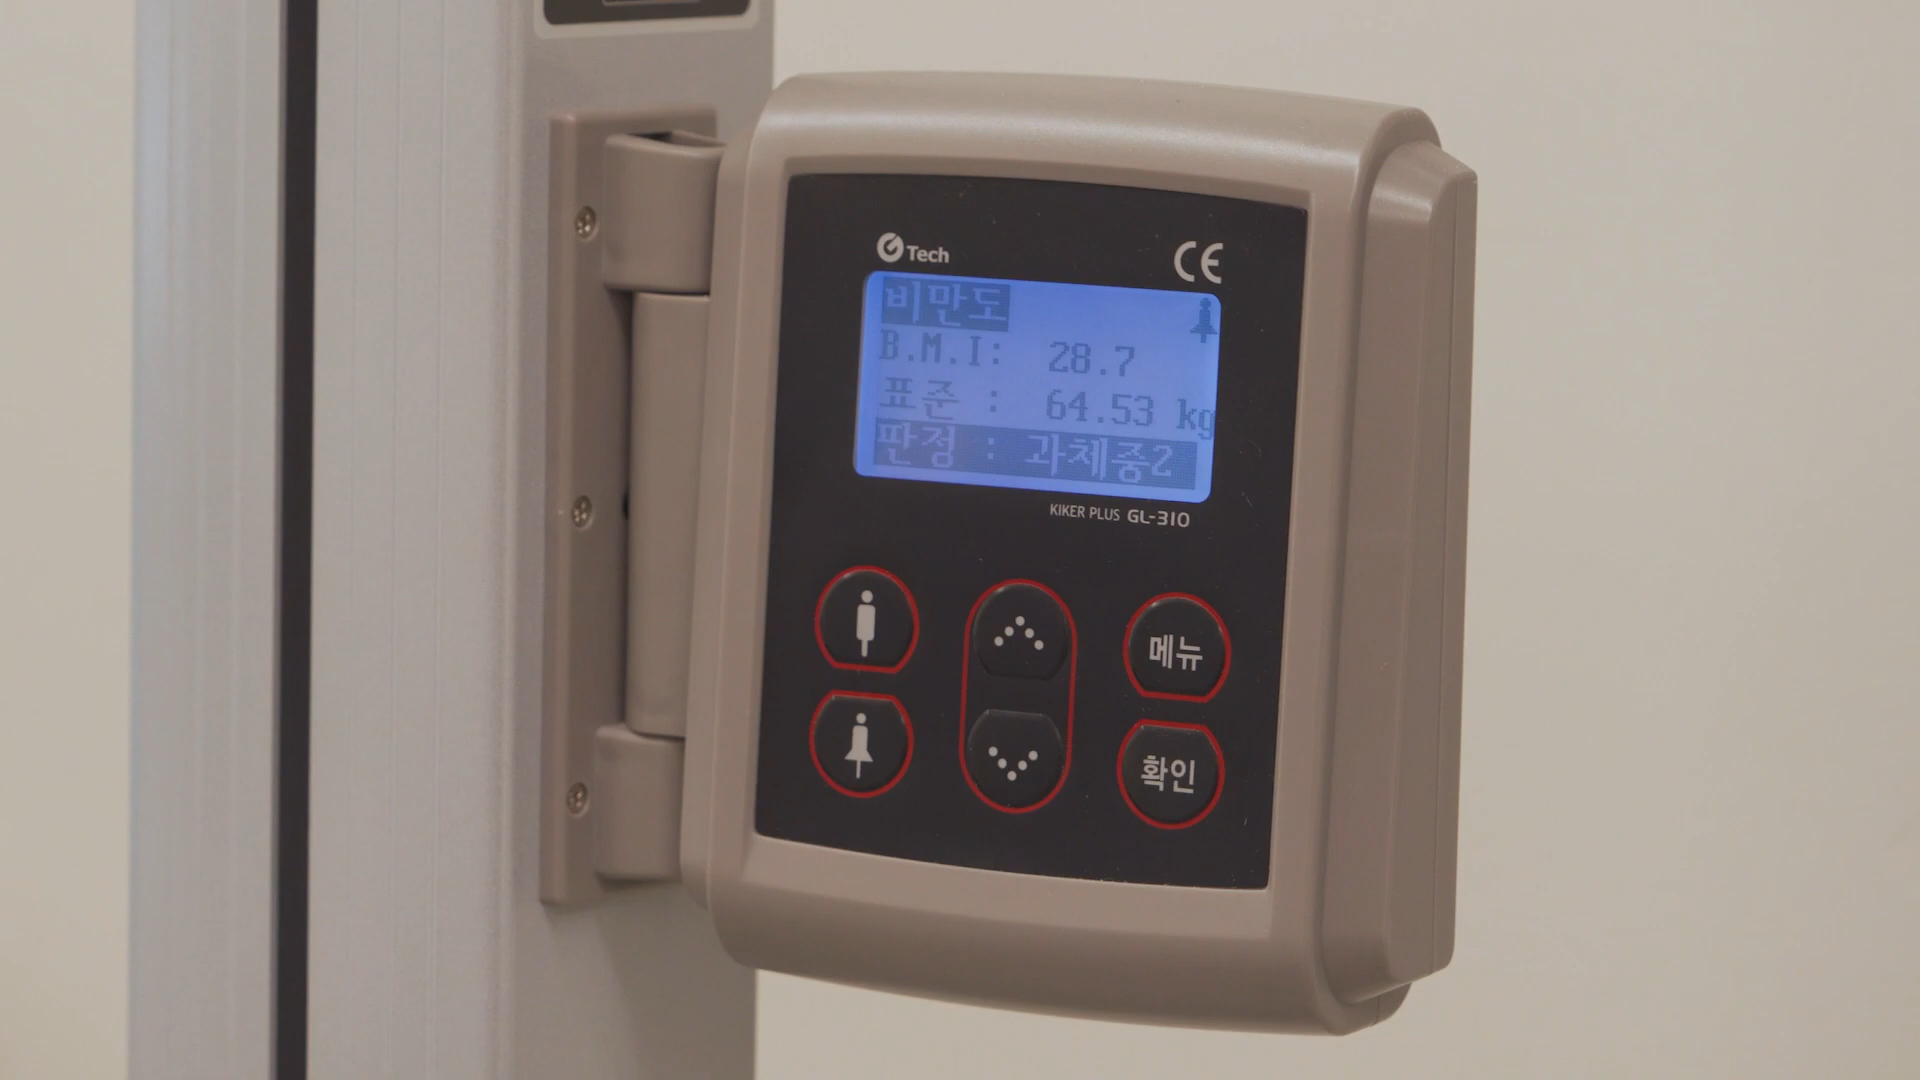 G Tech
CE
비만도
B.M.I: 28.7
표준 : 64.53 kg
판정 : 과체중2
KIKER PLUS GL-310
메뉴
확인